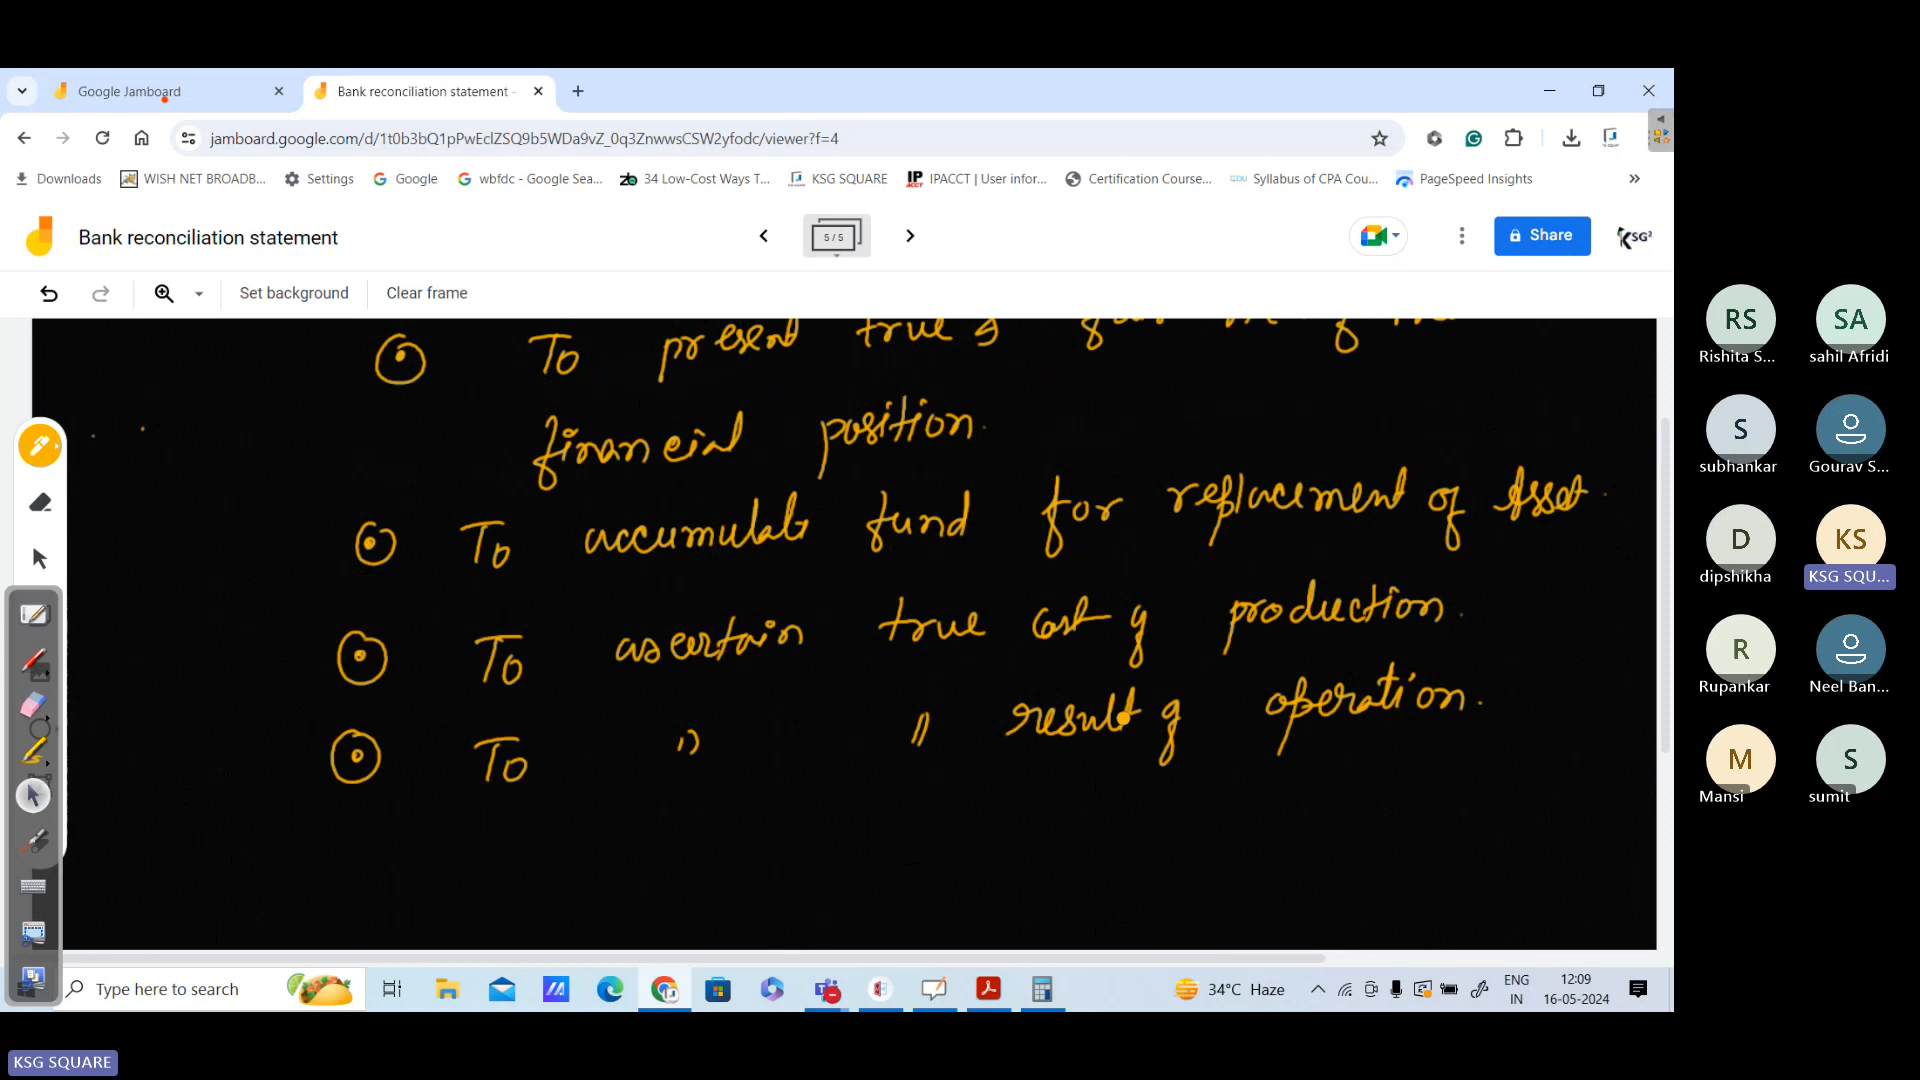 Google Jamboard
Bank reconciliation statement -
jamboard.google.com/d/1t0b3bQ1pPwEclZSQ9b5WDa9vZ_0q3ZnwwsCSW2yfodc/viewer?f=4
Downloads WISH NET BROADB... Settings Google wbfdc - Google Sea... 34 Low-Cost Ways T... KSG SQUARE IPACCT | User infor... Certification Course... Syllabus of CPA Cou... PageSpeed Insights
Bank reconciliation statement 5 / 5 Share KSG²
Set background Clear frame
To present true &
financial position.
To accumulate fund for replacement of Asset.
To ascertain true cost of production.
To " " result of operation.
RS SA
Rishita S... sahil Afridi
S
subhankar Gourav S...
D KS
dipshikha KSG SQU...
R
Rupankar Neel Ban...
M S
Mansi sumit
Type here to search 34°C Haze ENG IN 12:09 16-05-2024
KSG SQUARE